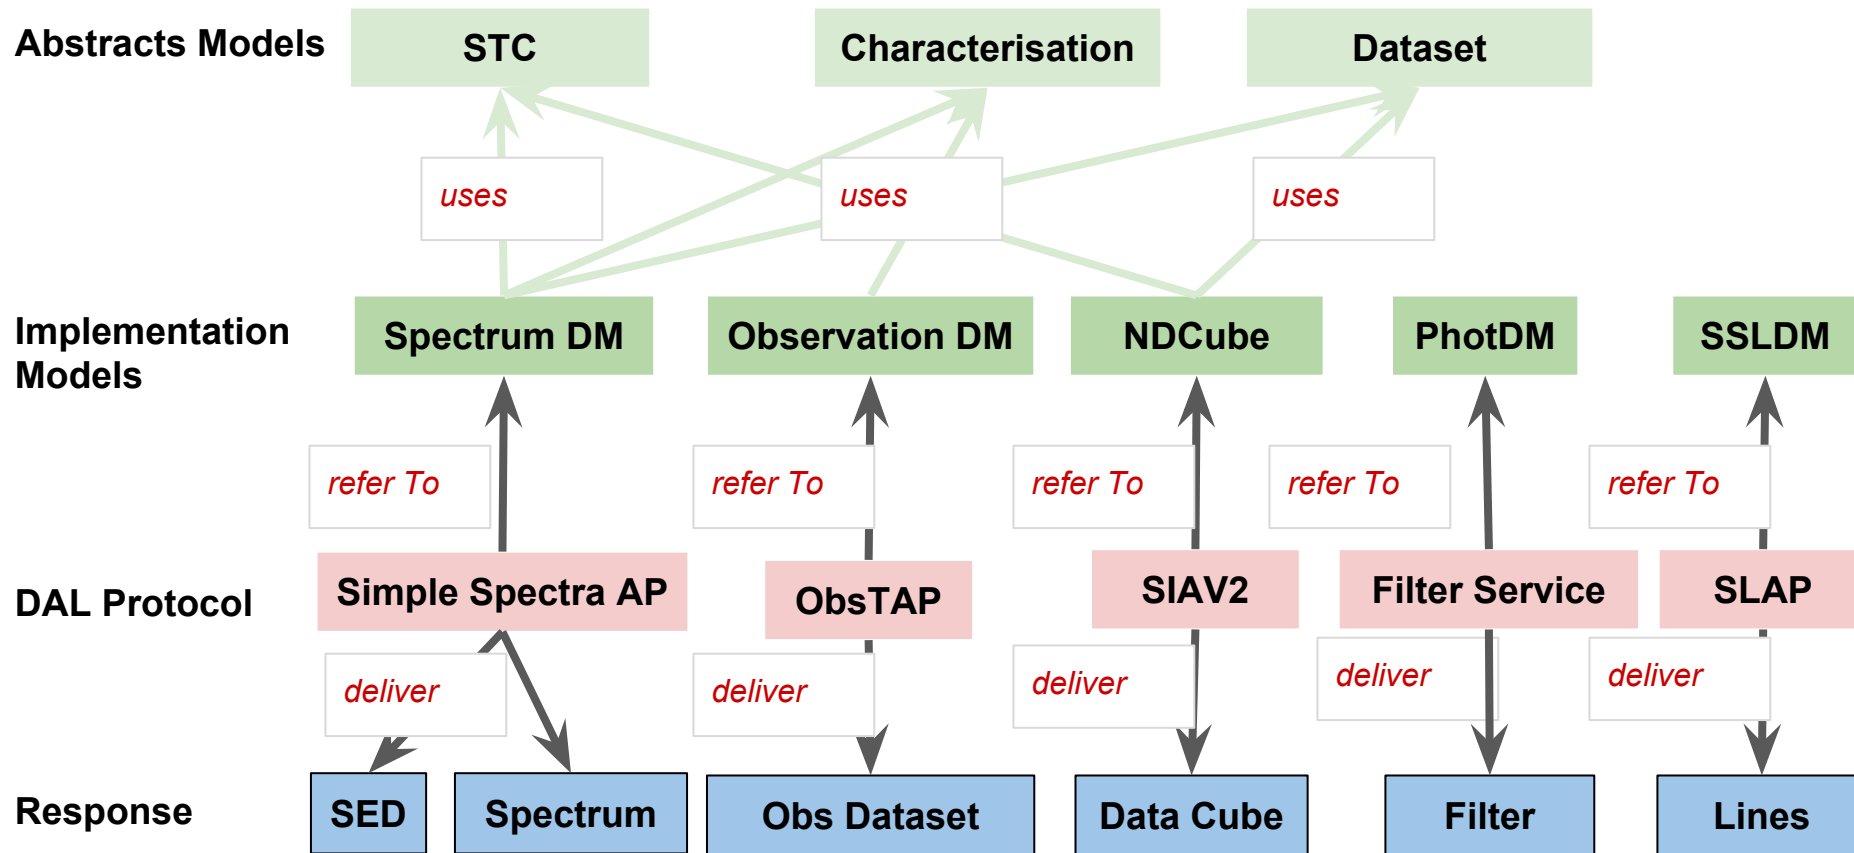 Abstracts Models
STC
Characterisation
Dataset
uses
uses
uses
Implementation
Models
Spectrum DM
Observation DM
NDCube
PhotDM
SSLDM
refer To
refer To
refer To
refer To
refer To
DAL Protocol
Simple Spectra AP
ObsTAP
SIAV2
Filter Service
SLAP
deliver
deliver
deliver
deliver
deliver
Response
SED
Spectrum
Obs Dataset
Data Cube
Filter
Lines